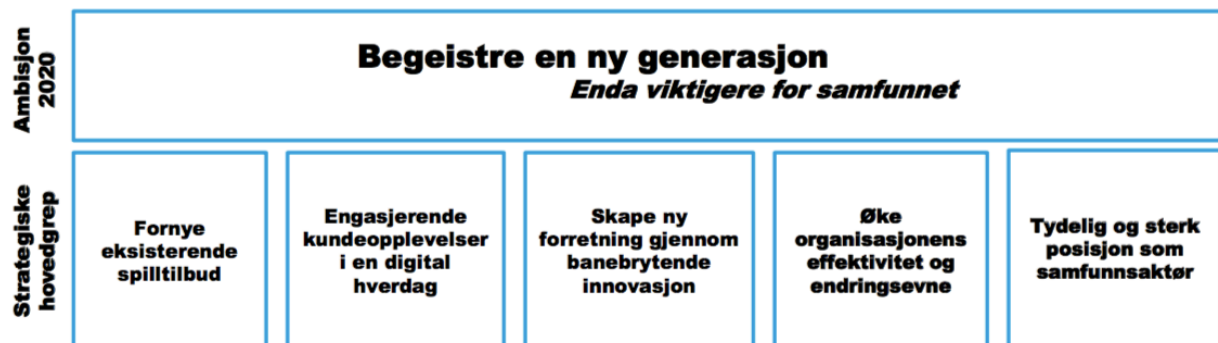 Ambisjon
2020
Begeistre en ny generasjon
Enda viktigere for samfunnet
Strategiske
hovedgrep
Fornye
eksisterende
spilltilbud
Engasjerende
kundeopplevelser
i en digital
hverdag
Skape ny
forretning gjennom
banebrytende
innovasjon
Øke
organisasjonens
effektivitet og
endringsevne
Tydelig og sterk
posisjon som
samfunnsaktør